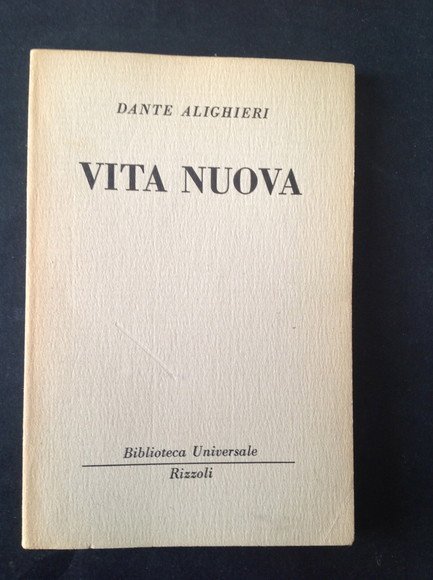 DANTE ALIGHIERI
VITA NUOVA
Biblioteca Universale
Rizzoli